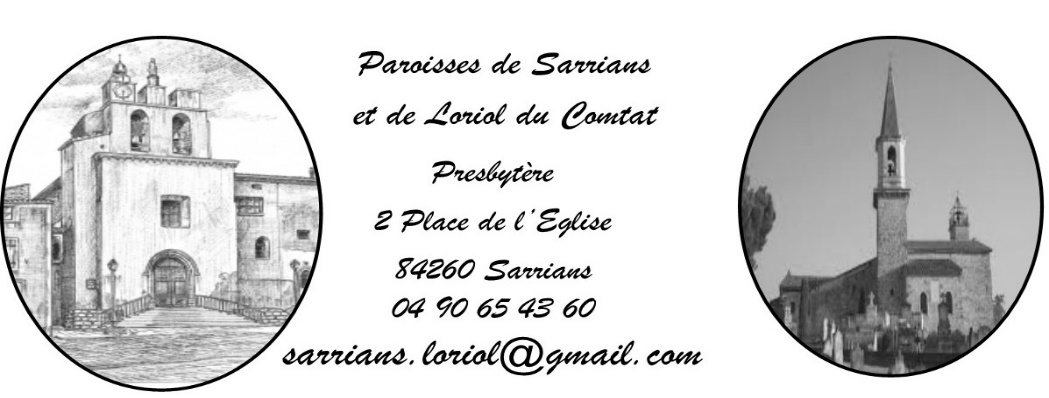 Paroisses de Sarrians
et de Loriol du Comtat
Presbytère
2 Place de l'Eglise
84260 Sarrians
04 90 65 43 60
sarrians.loriol@gmail.com